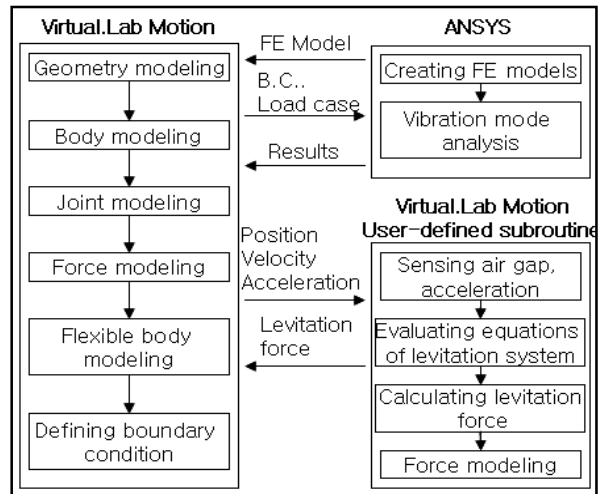 Virtual.Lab Motion
Geometry modeling
Body modeling
Joint modeling
Force modeling
Flexible body
modeling
Defining boundary
condition
FE Model
B.C..
Load case
Results
Position
Velocity
Acceleration
Levitation
force
ANSYS
Creating FE models
Vibration mode
analysis
Virtual.Lab Motion
User-defined subroutine
Sensing air gap,
acceleration
Evaluating equations
of levitation system
Calculating levitation
force
Force modeling